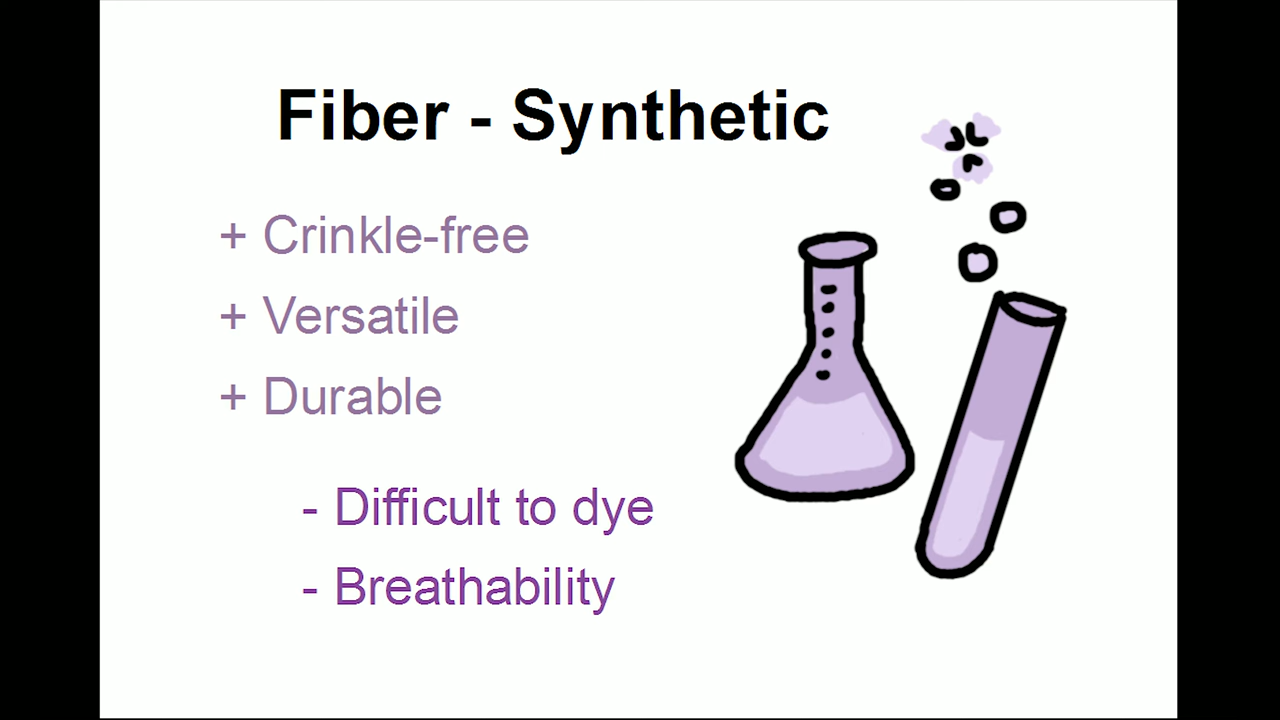 Fiber - Synthetic
+ Crinkle-free
+ Versatile
+ Durable
- Difficult to dye
- Breathability